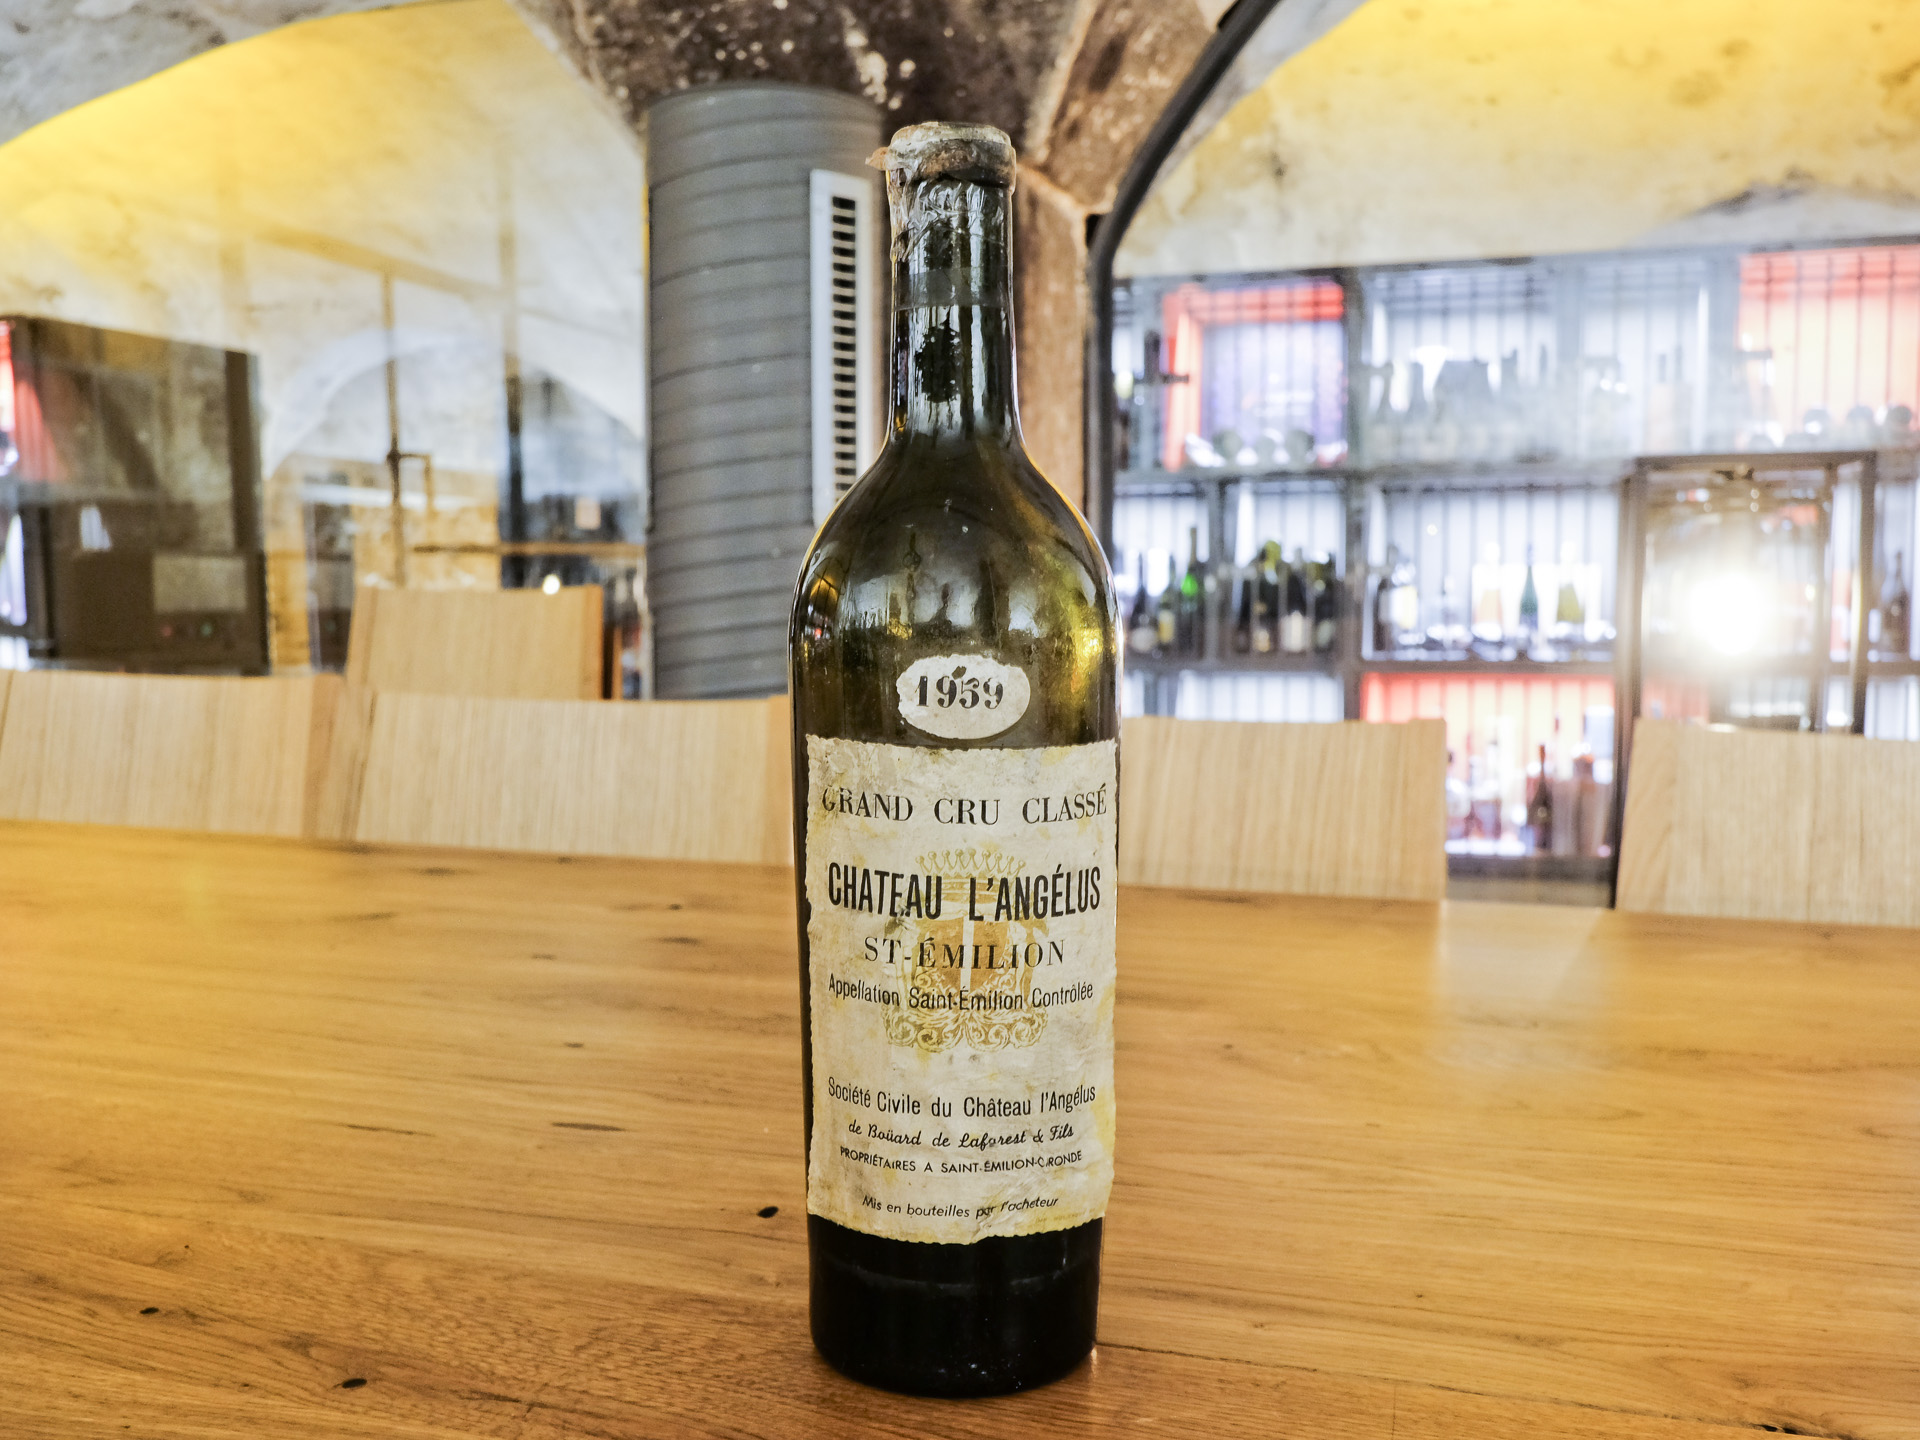 1959
GRAND CRU CLASSÉ
CHATEAU L'ANGÉLUS
ST-ÉMILION
Appellation Saint-Émilion Contrôlée
Société Civile du Château l'Angélus
de Boüard de Laforest & Fils
PROPRIÉTAIRES A SAINT-ÉMILION-GIRONDE
Mis en bouteilles par l'acheteur